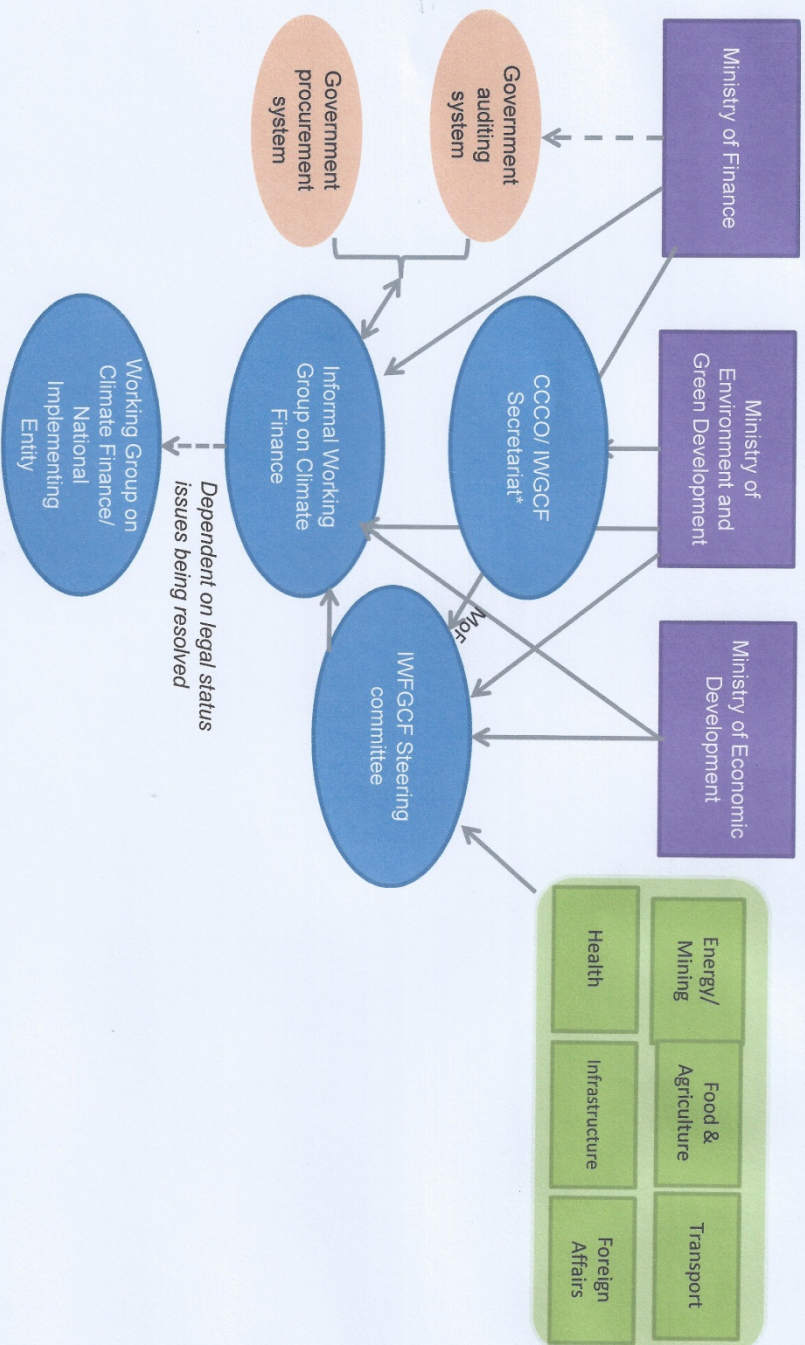 Ministry of Finance
Ministry of
Environment and
Green Development
Ministry of Economic
Development
Energy/
Mining
Food &
Agriculture
Transport
Health
Infrastructure
Foreign
Affairs
Government
auditing
system
Government
procurement
system
CCCO/ IWGCF
Secretariat*
MoF
IWFGCF Steering
committee
Informal Working
Group on Climate
Finance
Dependent on legal status
issues being resolved
Working Group on
Climate Finance/
National
Implementing
Entity